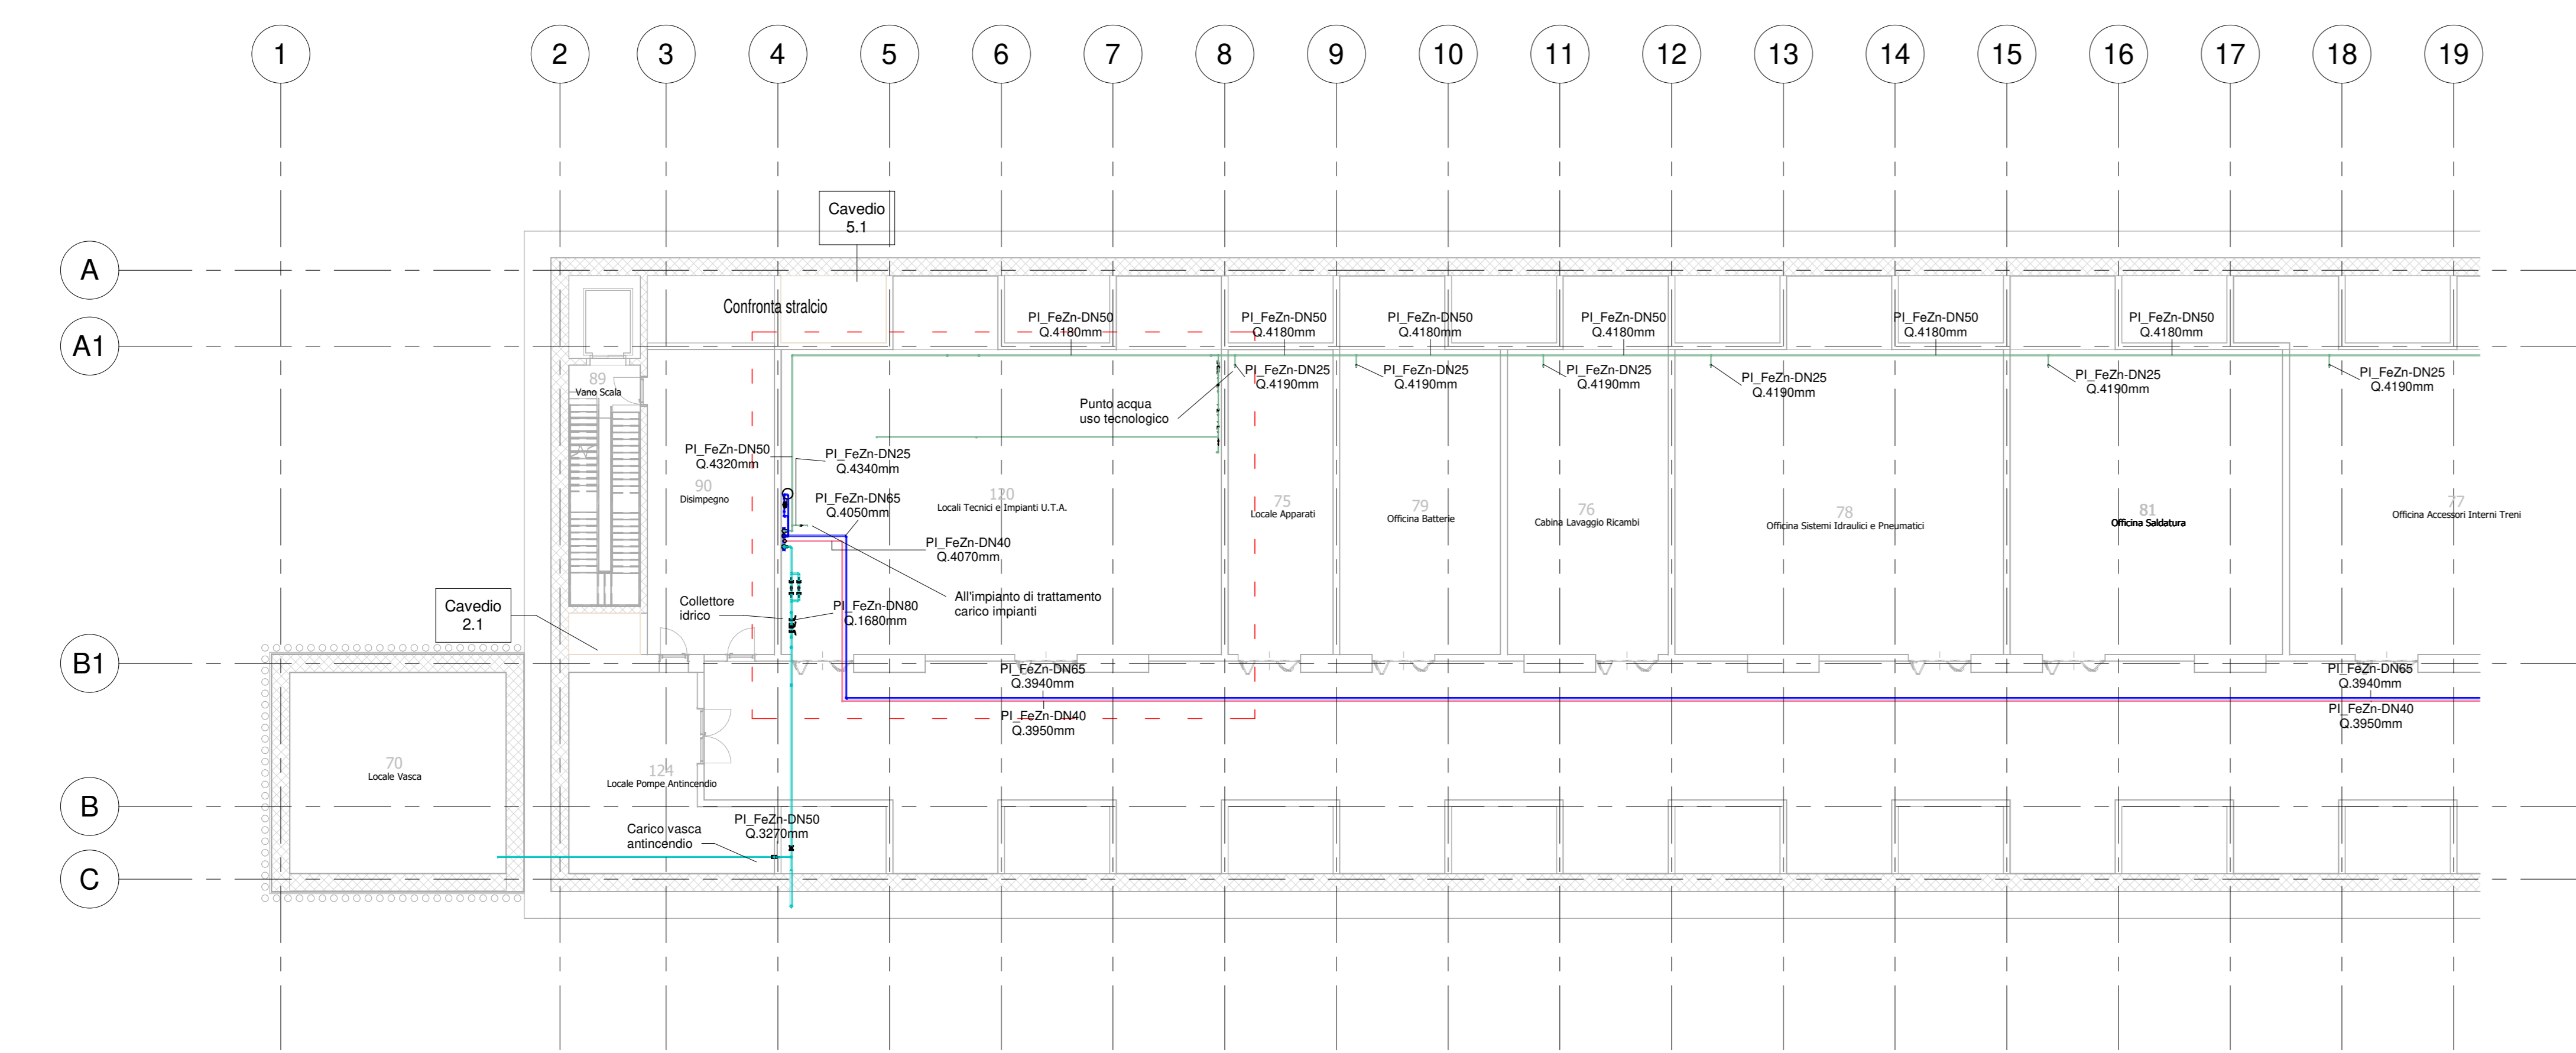 1 2 3 4 5 6 7 8 9 10 11 12 13 14 15 16 17 18 19
Cavedio
5.1
A
Confronta stralcio
A1
PI_FeZn-DN50
Q.4180mm
PI_FeZn-DN50
Q.4180mm
PI_FeZn-DN50
Q.4180mm
PI_FeZn-DN50
Q.4180mm
PI_FeZn-DN50
Q.4180mm
PI_FeZn-DN50
Q.4180mm
PI_FeZn-DN25
Q.4190mm
PI_FeZn-DN25
Q.4190mm
PI_FeZn-DN25
Q.4190mm
PI_FeZn-DN25
Q.4190mm
PI_FeZn-DN25
Q.4190mm
PI_FeZn-DN25
Q.4190mm
89
Vano Scala
Punto acqua
uso tecnologico
PI_FeZn-DN50
Q.4320mm
PI_FeZn-DN25
Q.4340mm
90
Disimpegno
PI_FeZn-DN65
Q.4050mm
120
Locali Tecnici e Impianti U.T.A.
75
Locale Apparati
79
Officina Batterie
76
Cabina Lavaggio Ricambi
78
Officina Sistemi Idraulici e Pneumatici
81
Officina Saldatura
77
Officina Accessori Interni Treni
PI_FeZn-DN40
Q.4070mm
Cavedio
2.1
Collettore
idrico
PI_FeZn-DN80
Q.1680mm
All'impianto di trattamento
carico impianti
B1
PI_FeZn-DN65
Q.3940mm
PI_FeZn-DN65
Q.3940mm
PI_FeZn-DN40
Q.3950mm
PI_FeZn-DN40
Q.3950mm
70
Locale Vasca
124
Locale Pompe Antincendio
B
Carico vasca
antincendio
PI_FeZn-DN50
Q.3270mm
C